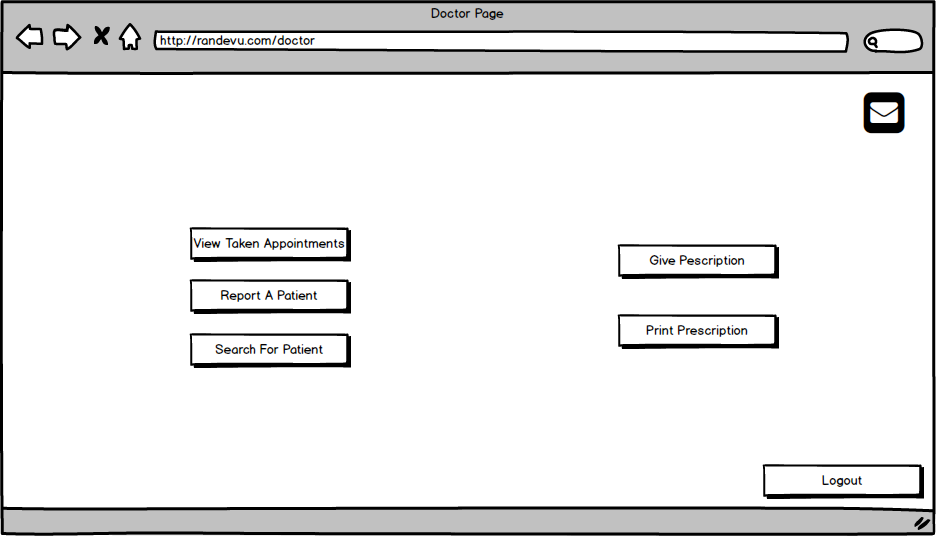 Doctor Page
http://randevu.com/doctor
View Taken Appointments
Report A Patient
Search For Patient
Give Pescription
Print Prescription
Logout